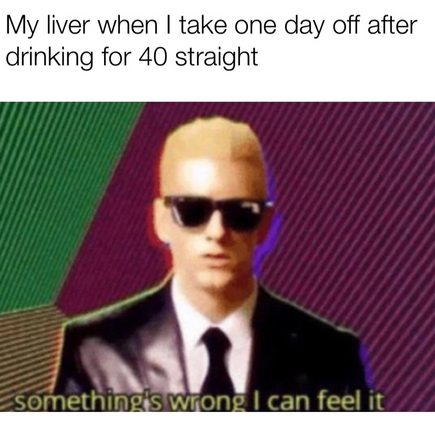 My liver when I take one day off after
drinking for 40 straight
something's wrong I can feel it